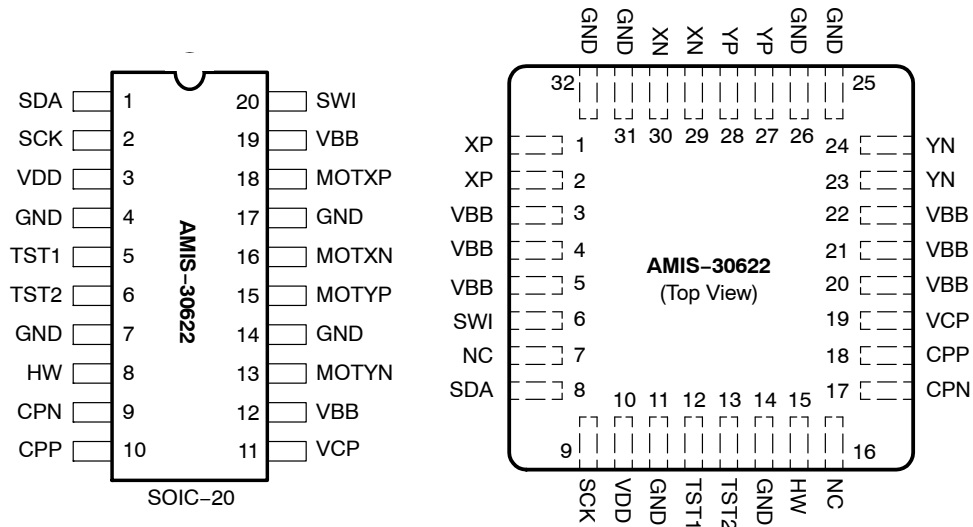 SDA 1 20 SWI
SCK 2 19 VBB
VDD 3 18 MOTXP
GND 4 17 GND
TST1 5 16 MOTXN
TST2 6 15 MOTYP
GND 7 14 GND
HW 8 13 MOTYN
CPN 9 12 VBB
CPP 10 11 VCP
AMIS−30622
SOIC−20
GND GND XN XN YP YP GND GND
32 31 30 29 28 27 26 25
XP 1 24 YN
XP 2 23 YN
VBB 3 22 VBB
VBB 4 21 VBB
VBB 5 20 VBB
SWI 6 19 VCP
NC 7 18 CPP
SDA 8 17 CPN
AMIS−30622
(Top View)
9 10 11 12 13 14 15 16
SCK VDD GND TST1 TST2 GND HW NC